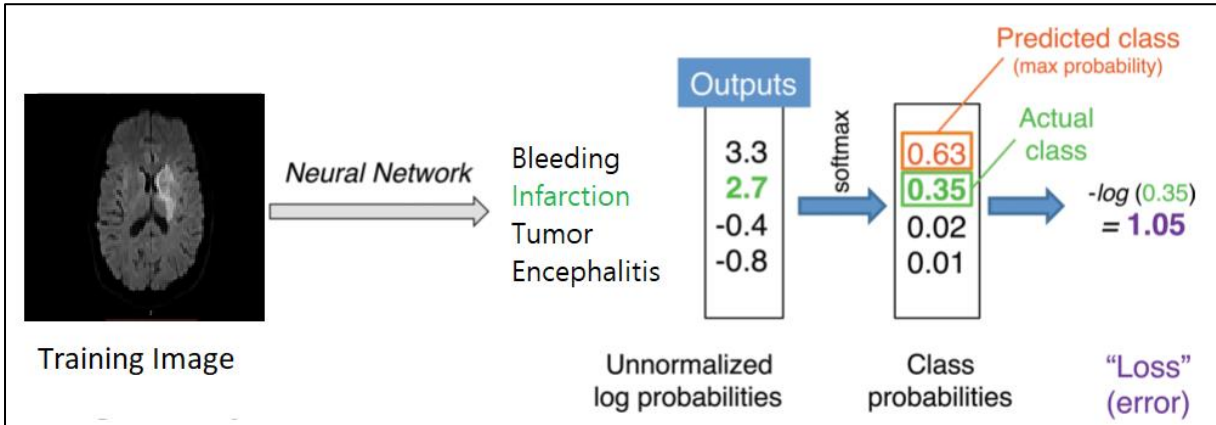 Predicted class
(max probability)
Outputs
Actual
class
softmax
Neural Network
Bleeding
Infarction
Tumor
Encephalitis
3.3
2.7
-0.4
-0.8
0.63
0.35
0.02
0.01
-log (0.35)
= 1.05
Training Image
Unnormalized
log probabilities
Class
probabilities
“Loss”
(error)